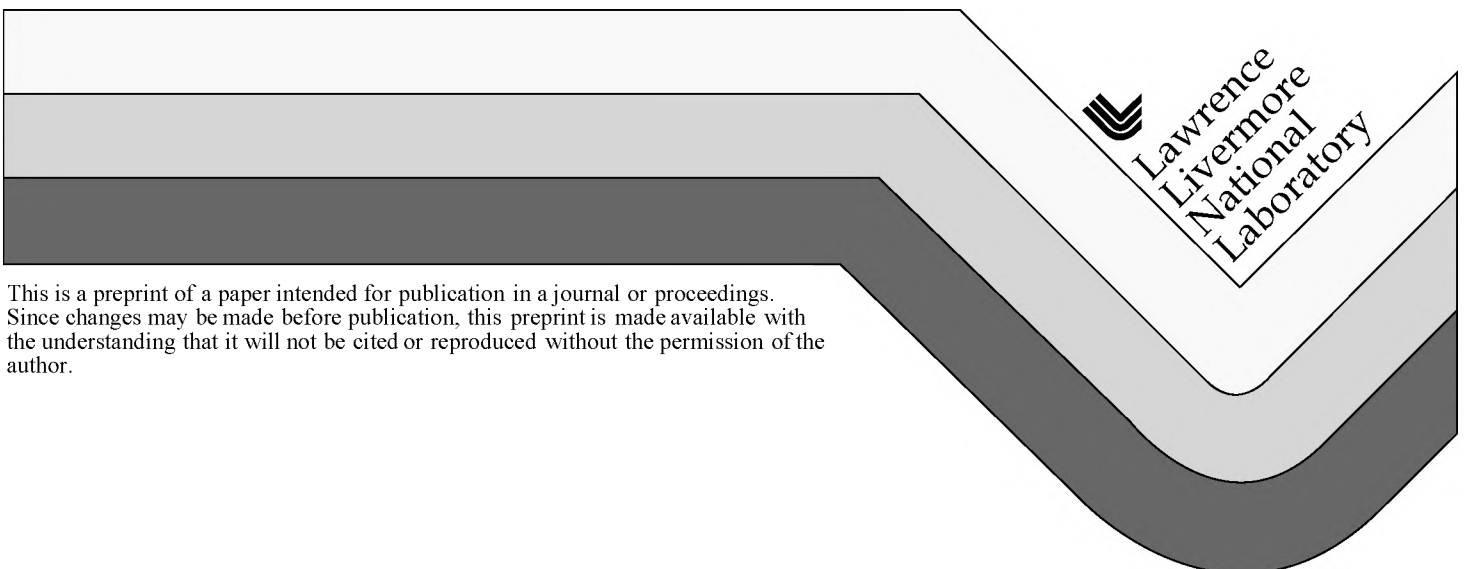 Lawrence
Livermore
National
Laboratory
This is a preprint of a paper intended for publication in a journal or proceedings.
Since changes may be made before publication, this preprint is made available with
the understanding that it will not be cited or reproduced without the permission of the
author.